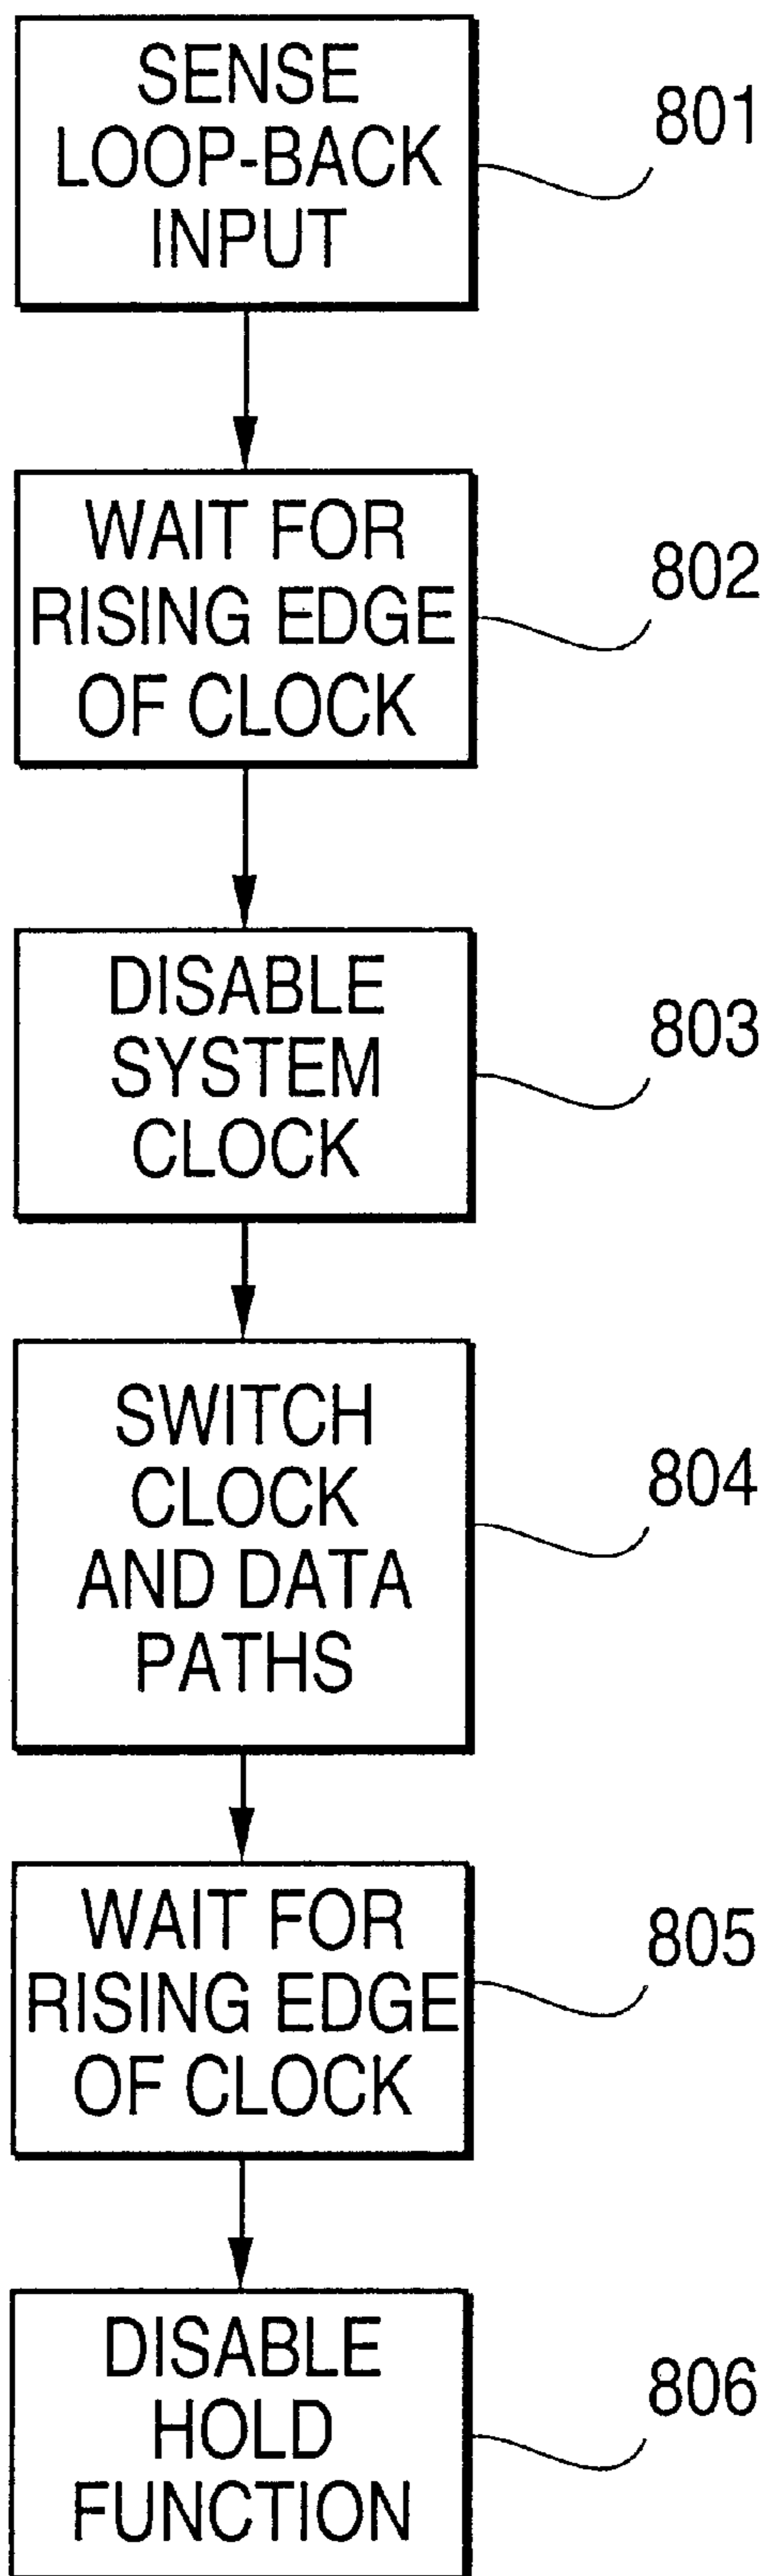 SENSE
LOOP-BACK
INPUT
801
WAIT FOR
RISING EDGE
OF CLOCK
802
DISABLE
SYSTEM
CLOCK
803
SWITCH
CLOCK
AND DATA
PATHS
804
WAIT FOR
RISING EDGE
OF CLOCK
805
DISABLE
HOLD
FUNCTION
806